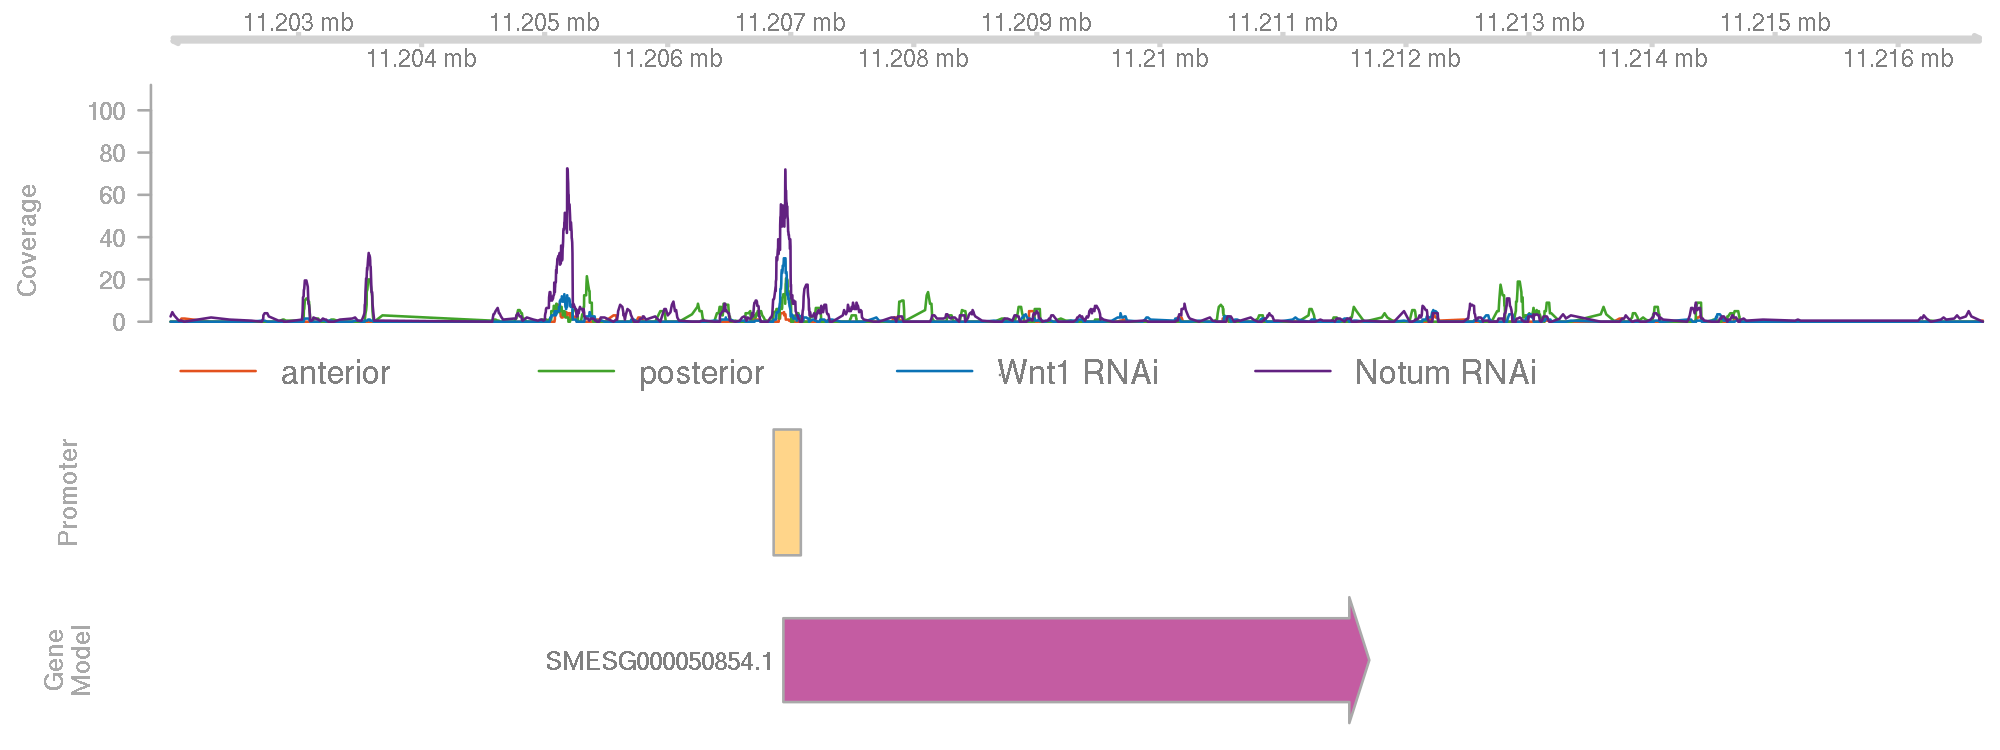 11.203 mb 11.205 mb 11.207 mb 11.209 mb 11.211 mb 11.213 mb 11.215 mb
11.204 mb 11.206 mb 11.208 mb 11.21 mb 11.212 mb 11.214 mb 11.216 mb
Coverage
100
80
60
40
20
0
anterior posterior Wnt1 RNAi Notum RNAi
Promoter
Gene
Model
SMESG000050854.1